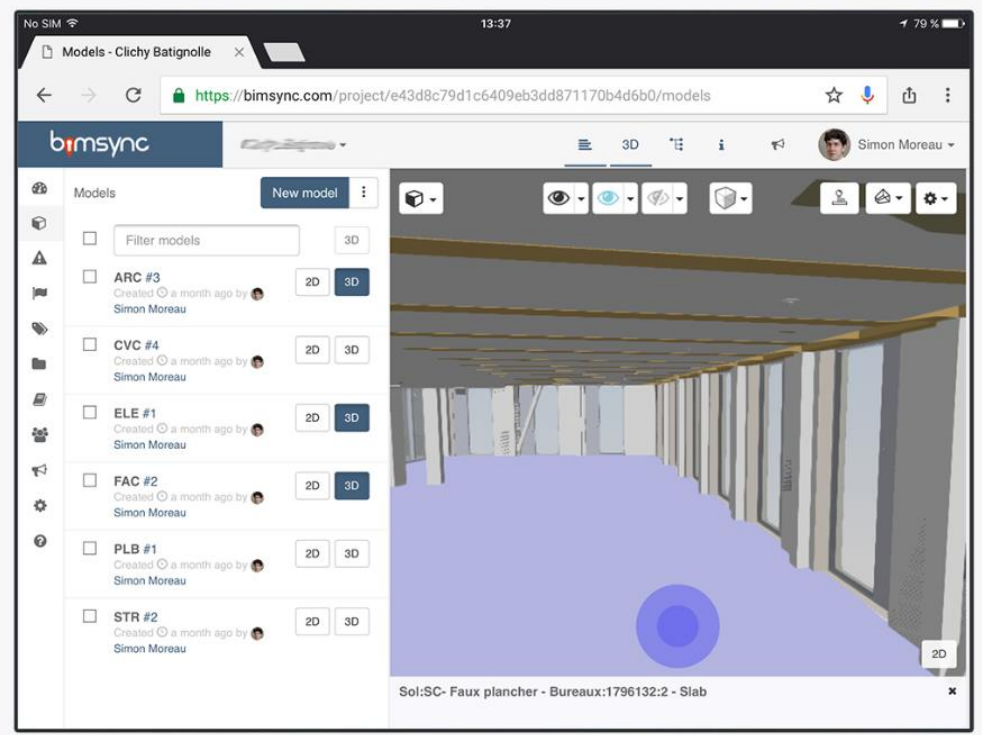 No SIM
13:37
79 %
Models - Clichy Batignolle
https://bimsync.com/project/e43d8c79d1c6409eb3dd871170b4d6b0/models
bimsync
3D
Simon Moreau
Models
New model
Filter models
3D
ARC #3
Created a month ago by
Simon Moreau
2D
3D
CVC #4
Created a month ago by
Simon Moreau
2D
3D
ELE #1
Created a month ago by
Simon Moreau
2D
3D
FAC #2
Created a month ago by
Simon Moreau
2D
3D
PLB #1
Created a month ago by
Simon Moreau
2D
3D
STR #2
Created a month ago by
Simon Moreau
2D
3D
2D
Sol:SC- Faux plancher - Bureaux:1796132:2 - Slab